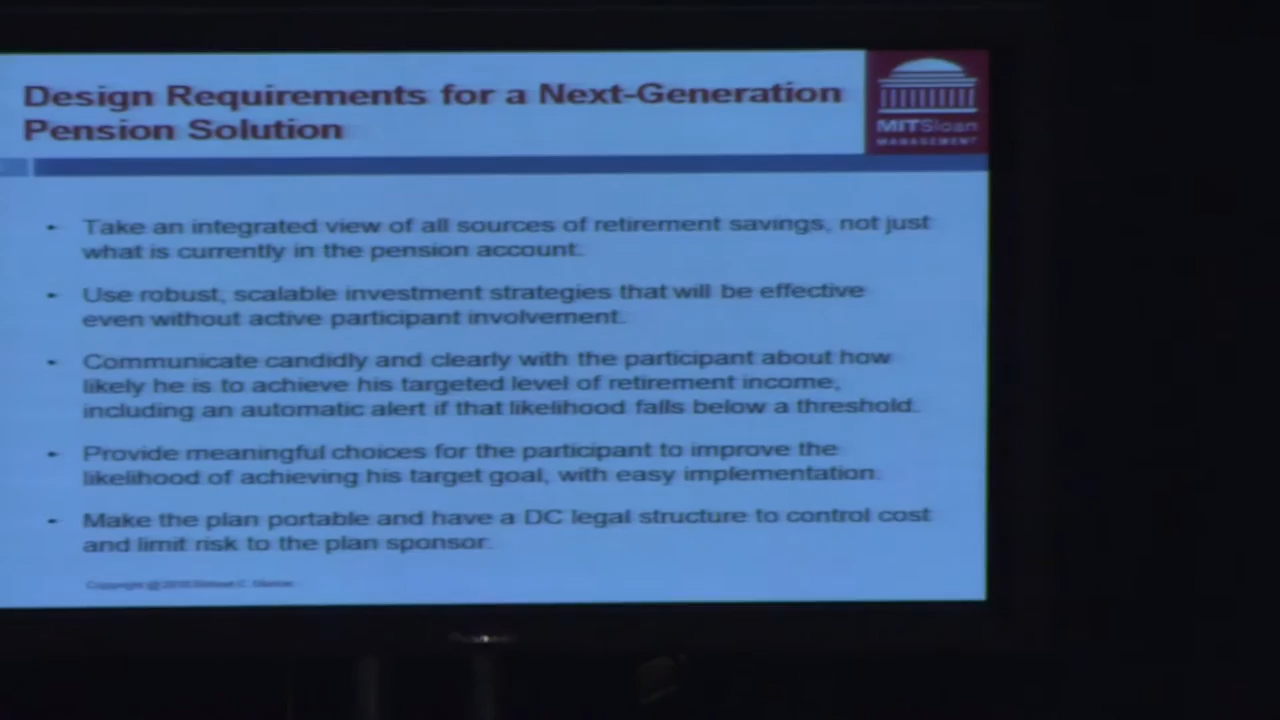 Design Requirements for a Next-Generation
Pension Solution
MITSloan
MANAGEMENT
• Take an integrated view of all sources of retirement savings, not just
what is currently in the pension account.
• Use robust, scalable investment strategies that will be effective
even without active participant involvement.
• Communicate candidly and clearly with the participant about how
likely he is to achieve his targeted level of retirement income,
including an automatic alert if that likelihood falls below a threshold.
• Provide meaningful choices for the participant to improve the
likelihood of achieving his target goal, with easy implementation.
• Make the plan portable and have a DC legal structure to control cost
and limit risk to the plan sponsor.
Copyright @